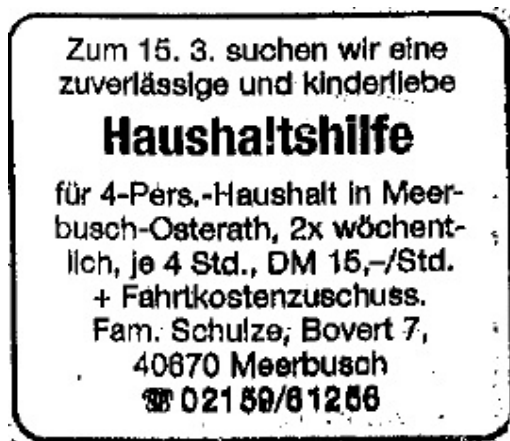 Zum 15. 3. suchen wir eine
zuverlässige und kinderliebe
Haushaltshilfe
für 4-Pers.-Haushalt in Meer-
busch-Osterath, 2x wöchent-
lich, je 4 Std., DM 15,–/Std.
+ Fahrtkostenzuschuss.
Fam. Schulze, Bovert 7,
40670 Meerbusch
☎ 02159/61256